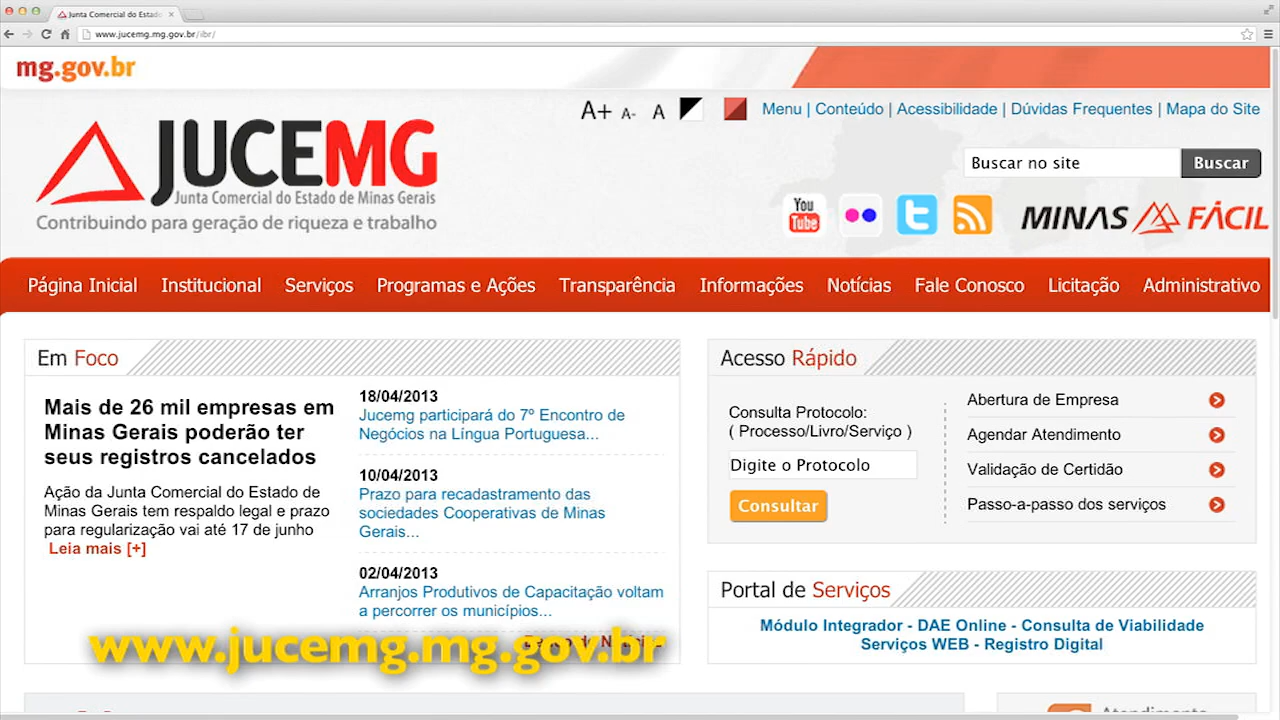 Junta Comercial do Estado
www.jucemg.mg.gov.br/ibr/
mg.gov.br
A+ A- A Menu | Conteúdo | Acessibilidade | Dúvidas Frequentes | Mapa do Site
JUCEMG
Junta Comercial do Estado de Minas Gerais
Contribuindo para geração de riqueza e trabalho
Buscar no site Buscar
You Tube
MINAS FÁCIL
Página Inicial Institucional Serviços Programas e Ações Transparência Informações Notícias Fale Conosco Licitação Administrativo
Em Foco
Mais de 26 mil empresas em
Minas Gerais poderão ter
seus registros cancelados
Ação da Junta Comercial do Estado de
Minas Gerais tem respaldo legal e prazo
para regularização vai até 17 de junho
Leia mais [+]
18/04/2013
Jucemg participará do 7º Encontro de
Negócios na Língua Portuguesa...
10/04/2013
Prazo para recadastramento das
sociedades Cooperativas de Minas
Gerais...
02/04/2013
Arranjos Produtivos de Capacitação voltam
a percorrer os municípios...
www.jucemg.mg.gov.br
Acesso Rápido
Consulta Protocolo:
( Processo/Livro/Serviço )
Digite o Protocolo
Consultar
Abertura de Empresa
Agendar Atendimento
Validação de Certidão
Passo-a-passo dos serviços
Portal de Serviços
Módulo Integrador - DAE Online - Consulta de Viabilidade
Serviços WEB - Registro Digital